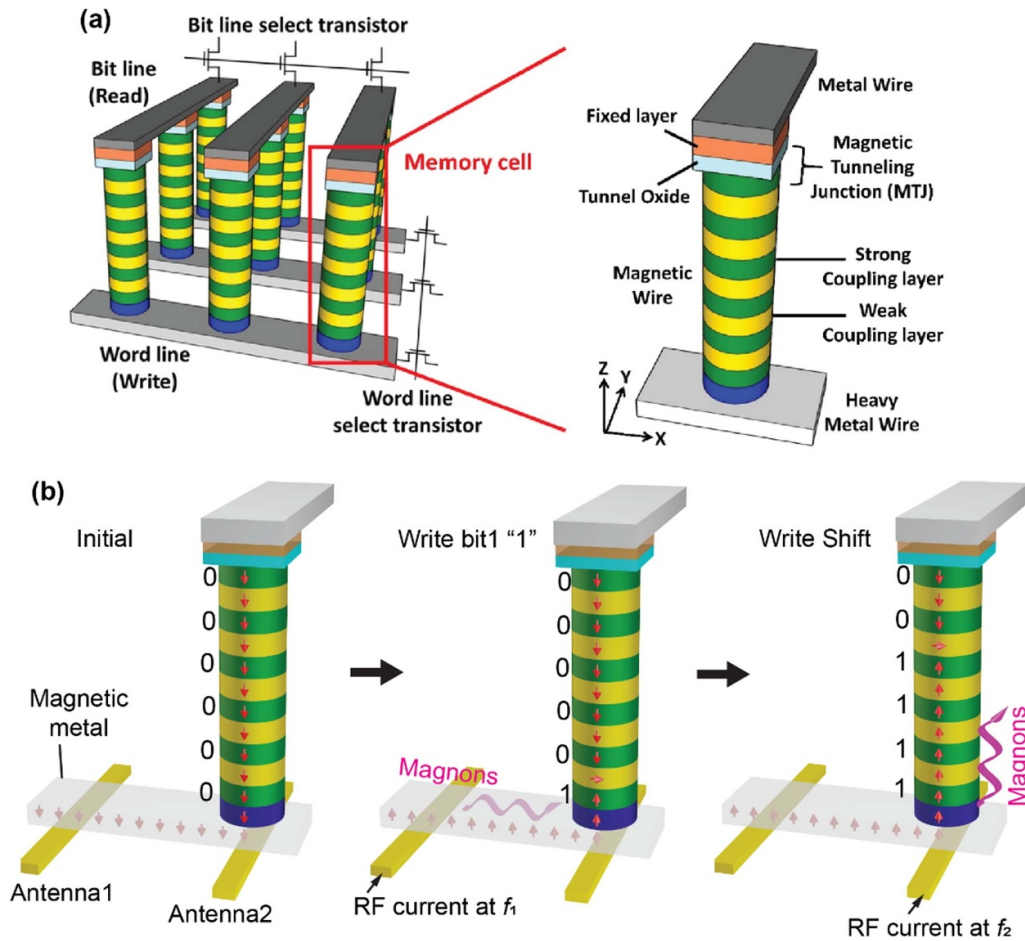 (a)
Bit line select transistor
Bit line
(Read)
Memory cell
Word line
(Write)
Word line
select transistor
Metal Wire
Fixed layer
Magnetic
Tunneling
Junction (MTJ)
Tunnel Oxide
Magnetic
Wire
Strong
Coupling layer
Weak
Coupling layer
Z
Y
X
Heavy
Metal Wire
(b)
Initial
0
0
0
0
0
0
Magnetic
metal
Antenna1
Antenna2
Write bit1 “1”
0
0
0
0
0
1
Magnons
RF current at f₁
Write Shift
0
0
1
1
1
1
Magnons
RF current at f₂